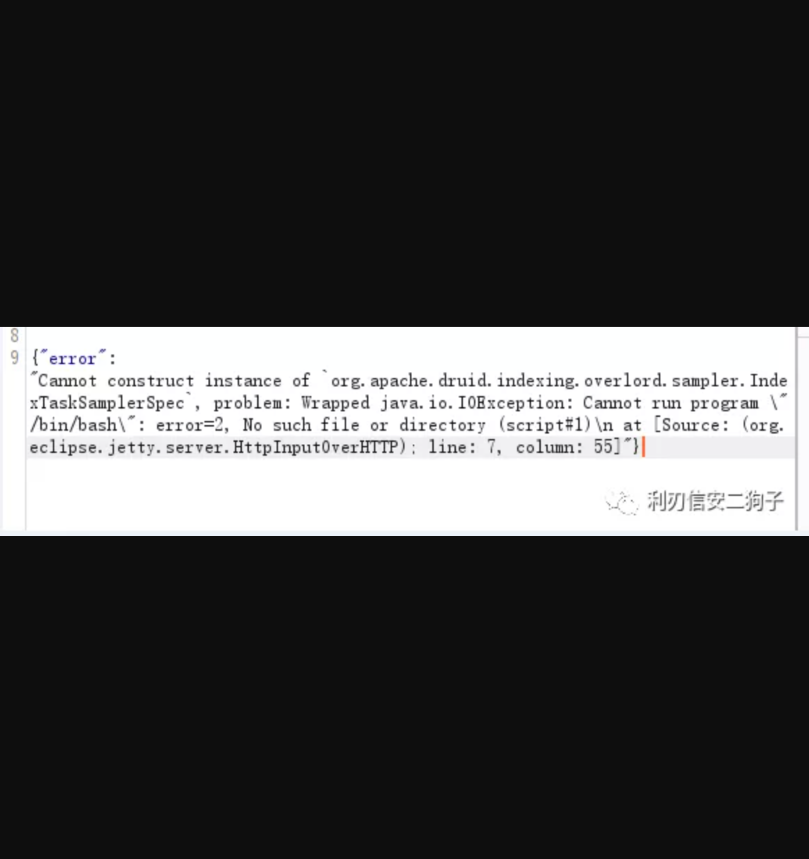 8
9 {"error":
"Cannot construct instance of `org.apache.druid.indexing.overlord.sampler.Inde
xTaskSamplerSpec`, problem: Wrapped java.io.IOException: Cannot run program \"
/bin/bash\": error=2, No such file or directory (script#1)\n at [Source: (org.
eclipse.jetty.server.HttpInputOverHTTP); line: 7, column: 55]"}
利刃信安二狗子